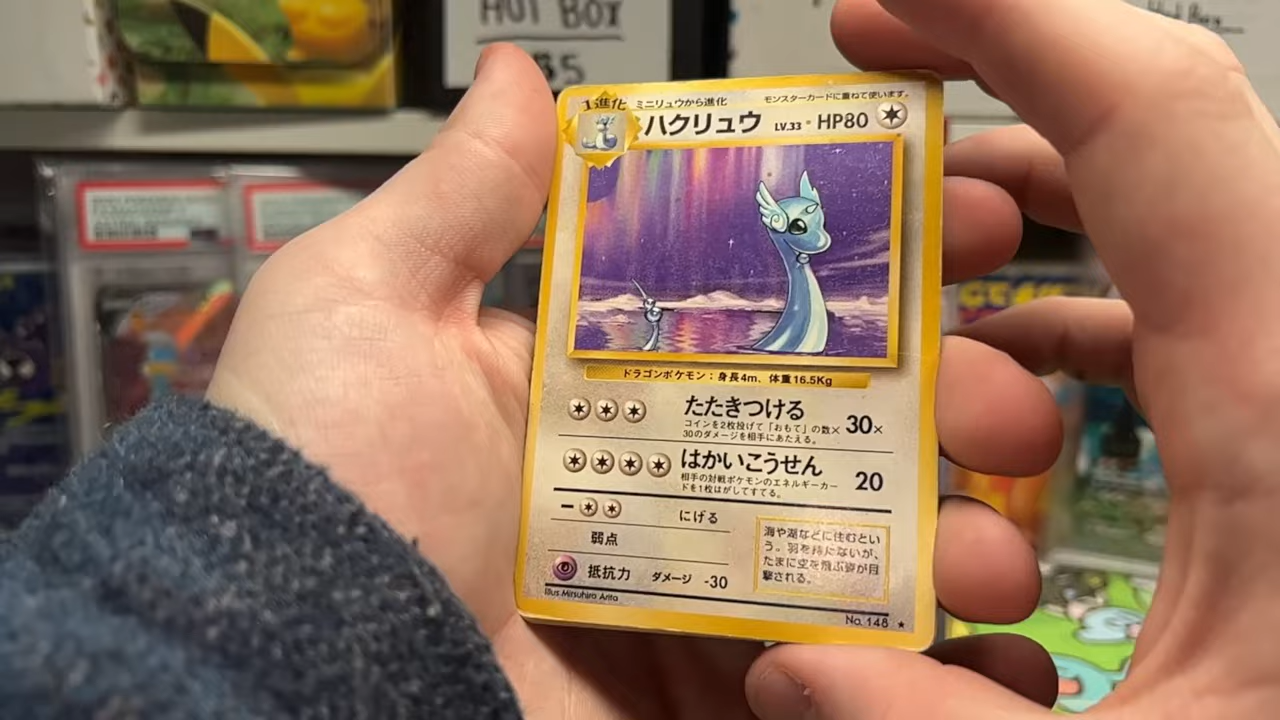 HOT BOX
$5
1進化
ミニリュウから進化
モンスターカードに重ねて使います。
ハクリュウ LV.33 HP80
ドラゴンポケモン：身長4m、体重16.5Kg
たたきつける 30×
コインを2枚投げて「おもて」の数×
30のダメージを相手にあたえる。
はかいこうせん 20
相手の対戦ポケモンのエネルギーカー
ドを1枚はがしてすてる。
にげる
弱点
抵抗力 ダメージ -30
海や湖などに住むとい
う。羽を持たないが、
たまに空を飛ぶ姿が目
撃される。
Illus Mitsuhiro Arita
No. 148 ★